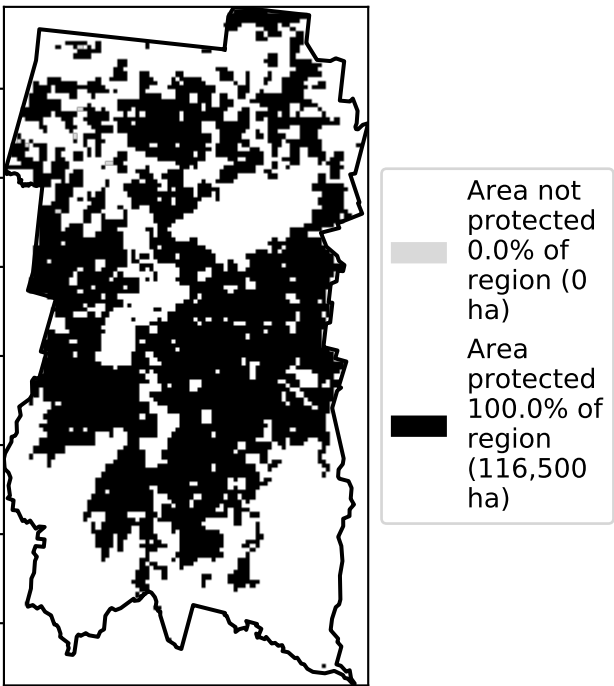 Area not
protected
0.0% of
region (0
ha)
Area
protected
100.0% of
region
(116,500
ha)